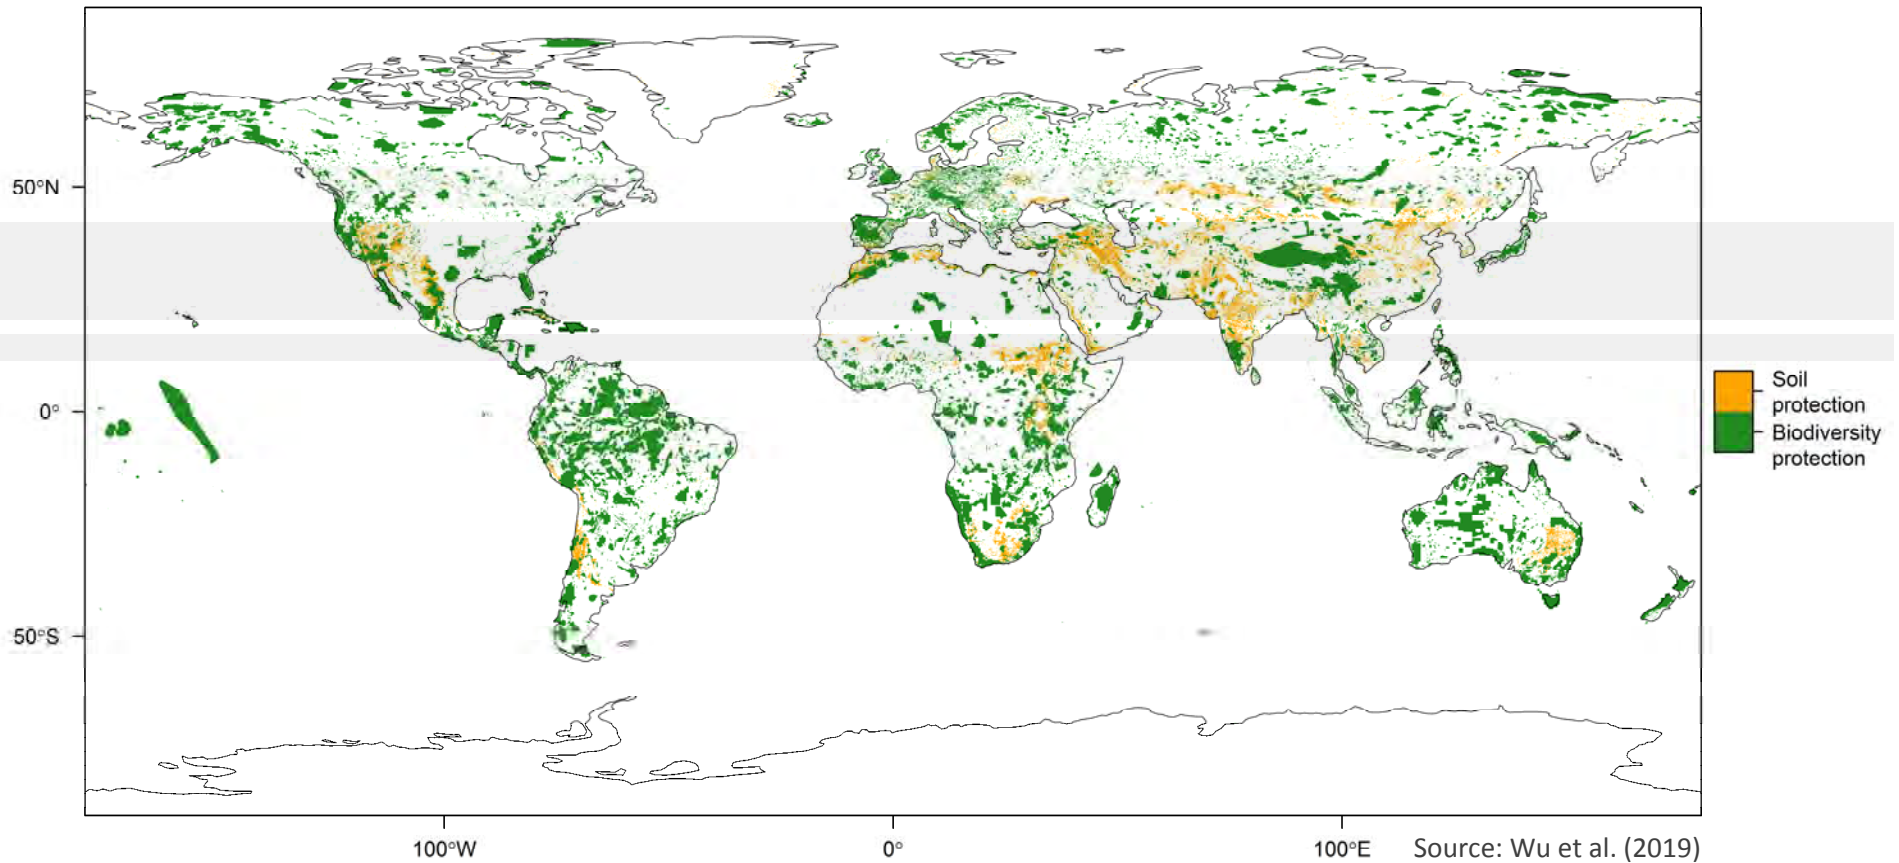 50°N
0°
50°S
100°W
0°
100°E
Soil
protection
Biodiversity
protection
Source: Wu et al. (2019)